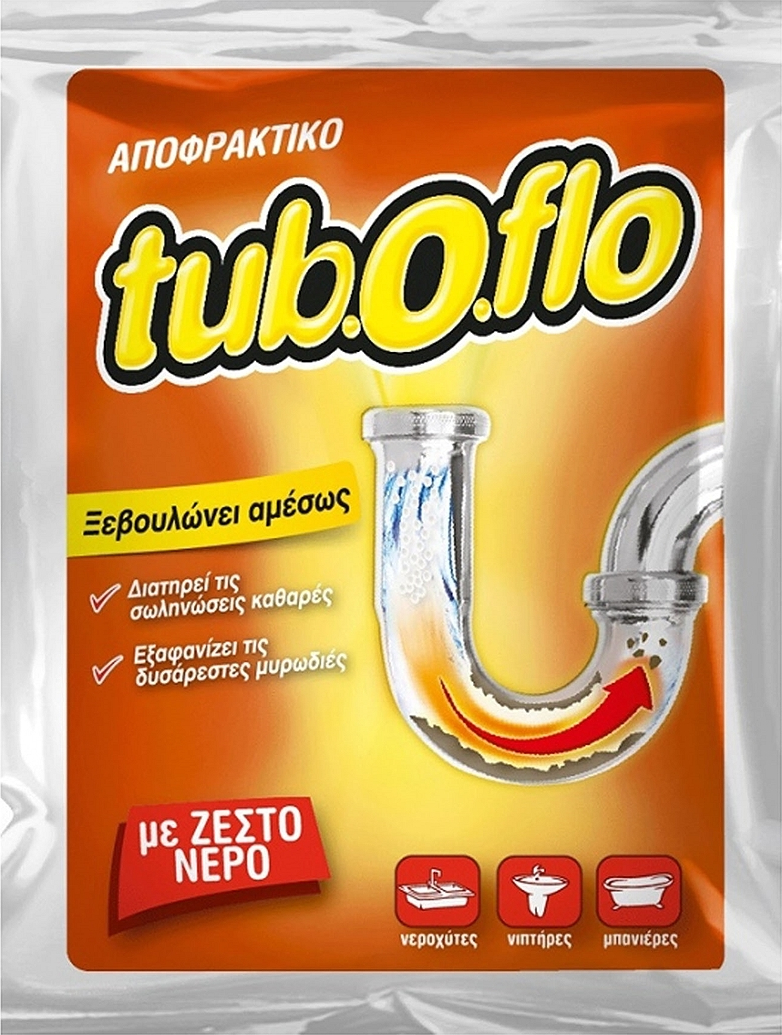 ΑΠΟΦΡΑΚΤΙΚΟ
tub.O.flo
Ξεβουλώνει αμέσως
Διατηρεί τις
σωληνώσεις καθαρές
Εξαφανίζει τις
δυσάρεστες μυρωδιές
με ΖΕΣΤΟ
ΝΕΡΟ
νεροχύτες νιπτήρες μπανιέρες